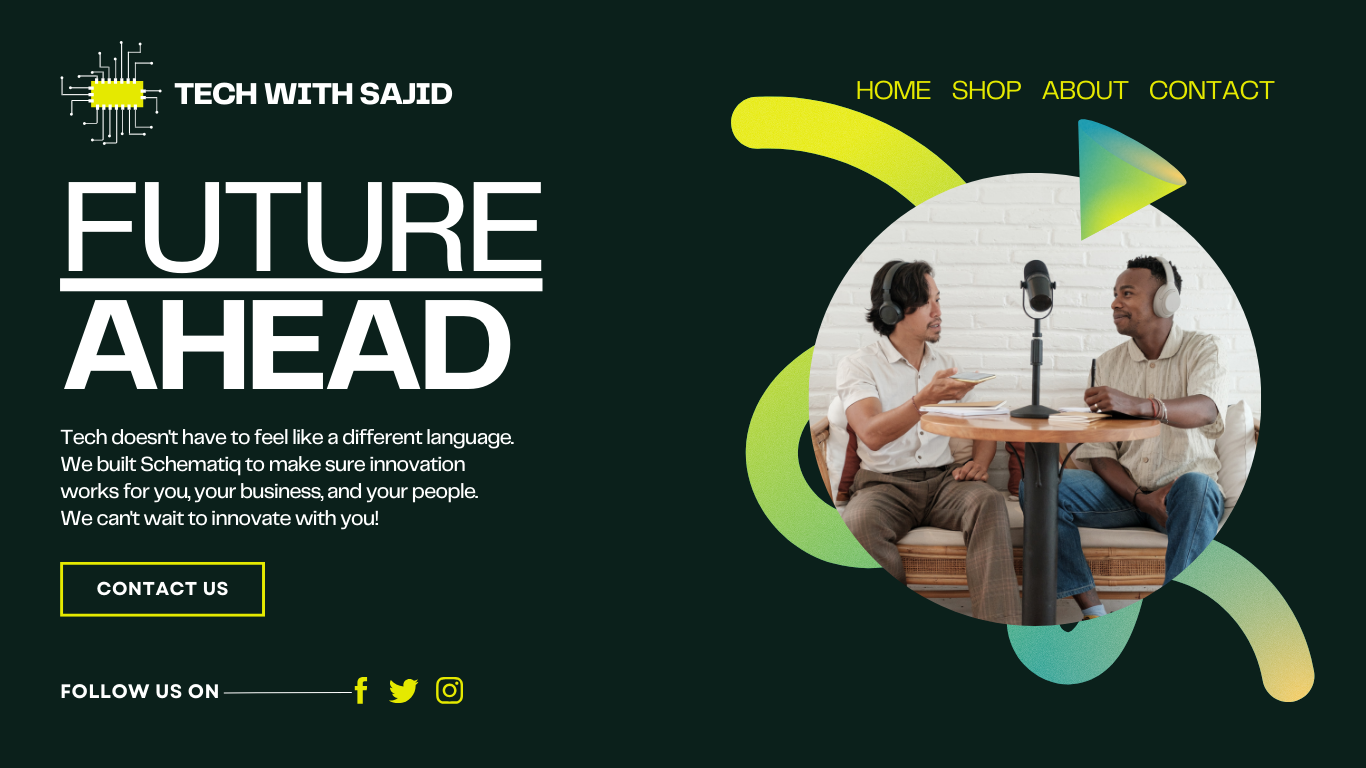 TECH WITH SAJID
HOME SHOP ABOUT CONTACT
FUTURE
AHEAD
Tech doesn't have to feel like a different language.
We built Schematiq to make sure innovation
works for you, your business, and your people.
We can't wait to innovate with you!
CONTACT US
FOLLOW US ON